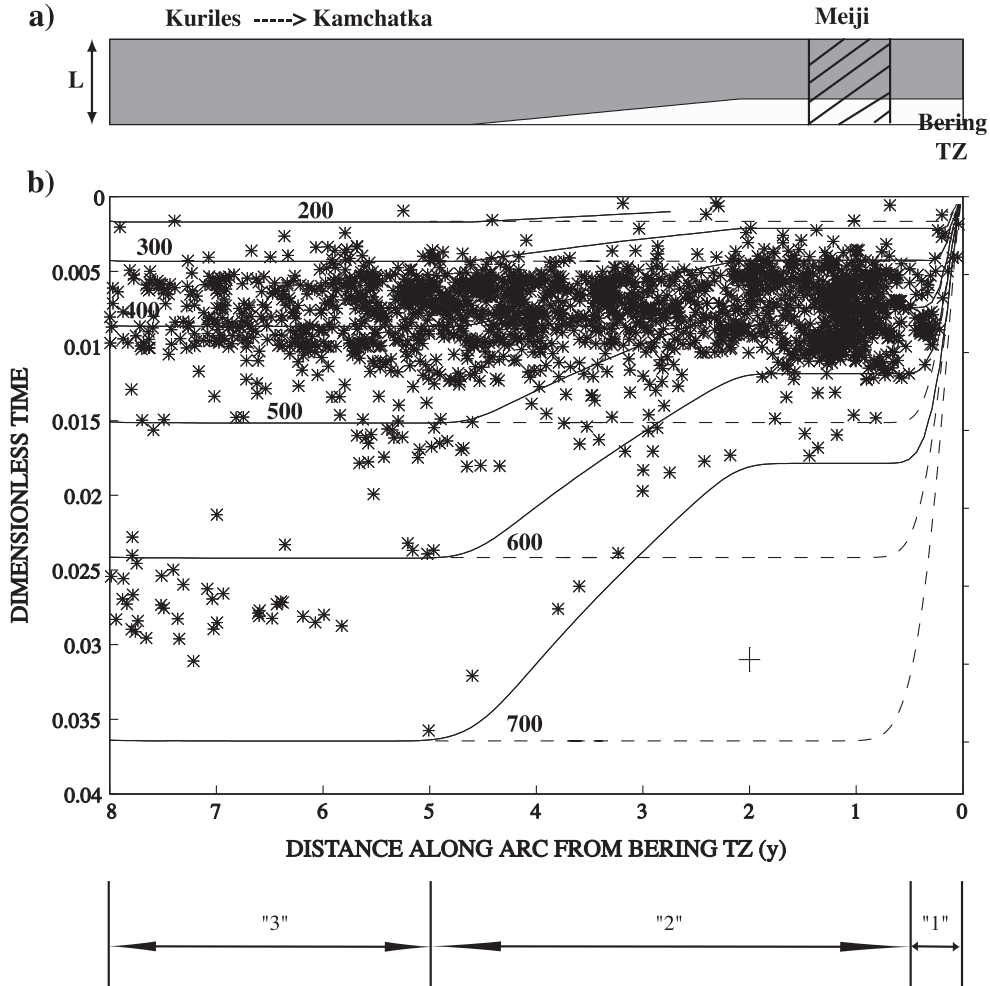 a)
Kuriles ----> Kamchatka
Meiji
L
Bering
TZ
b)
0
0.005
0.01
0.015
0.02
0.025
0.03
0.035
0.04
200
300
400
500
600
700
DIMENSIONLESS TIME
8 7 6 5 4 3 2 1 0
DISTANCE ALONG ARC FROM BERING TZ (y)
"3" "2" "1"